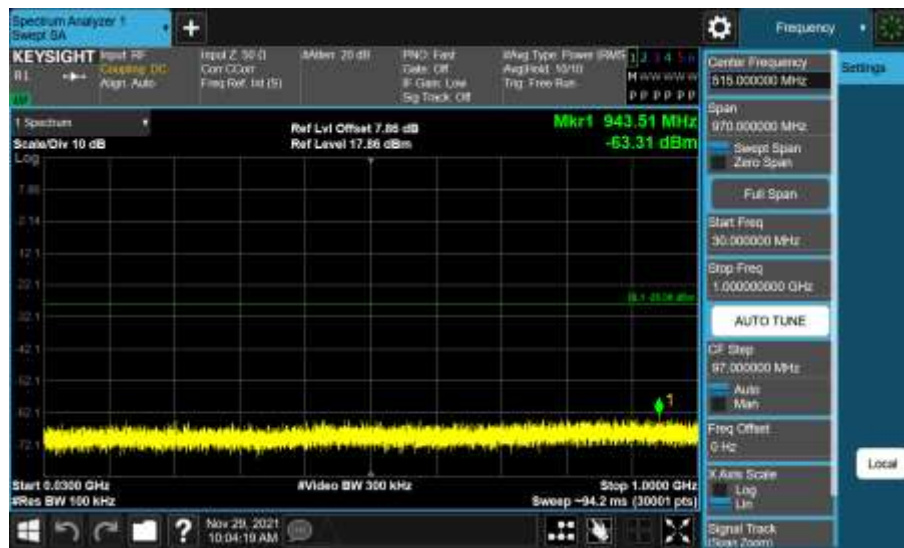 Spectrum Analyzer 1
Swept SA
Frequency
KEYSIGHT
Input: RF
Coupling: DC
Align: Auto
Input Z: 50 Ω
Corr CCorr
Freq Ref: Int (S)
#Atten: 20 dB
PNO: Fast
Gate: Off
IF Gain: Low
Sig Track: Off
#Avg Type: Power (RMS
Avg|Hold: 10/10
Trig: Free Run
1 2 3 4 5 6
M W W W W W
P P P P P P
1 Spectrum
Scale/Div 10 dB
Log
Ref Lvl Offset 7.86 dB
Ref Level 17.86 dBm
Mkr1 943.51 MHz
-63.31 dBm
7.86
-2.14
-12.1
-22.1
-32.1
-42.1
-52.1
-62.1
-72.1
1
Start 0.0300 GHz
#Res BW 100 kHz
#Video BW 300 kHz
Stop 1.0000 GHz
Sweep ~94.2 ms (30001 pts)
Nov 29, 2021
10:04:19 AM
Center Frequency
515.000000 MHz
Settings
Span
970.000000 MHz
Swept Span
Zero Span
Full Span
Start Freq
30.000000 MHz
Stop Freq
1.000000000 GHz
AUTO TUNE
CF Step
97.000000 MHz
Auto
Man
Freq Offset
0 Hz
Local
X Axis Scale
Log
Lin
Signal Track
(Span Zoom)